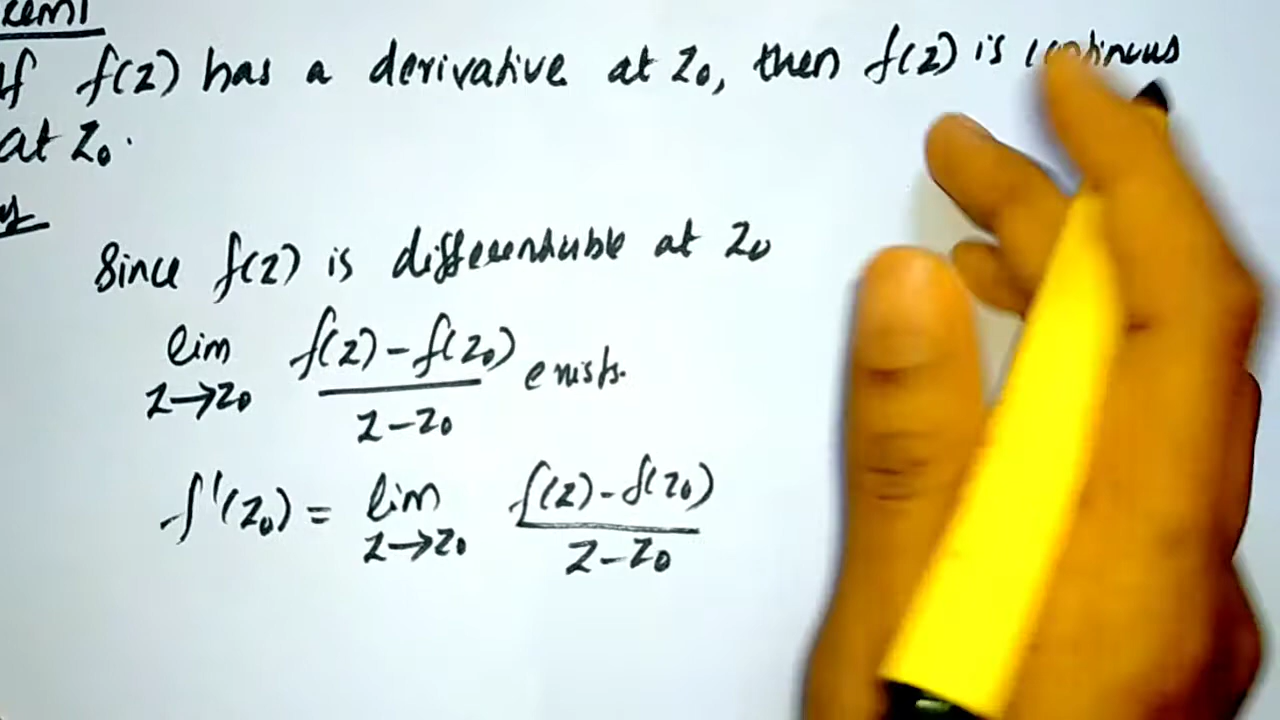 If f(z) has a derivative at z₀, then f(z) is continuous
at z₀.
Since f(z) is differentiable at z₀
lim z→z₀ f(z)-f(z₀) / z-z₀ exists.
f'(z₀) = lim z→z₀ f(z)-f(z₀) / z-z₀